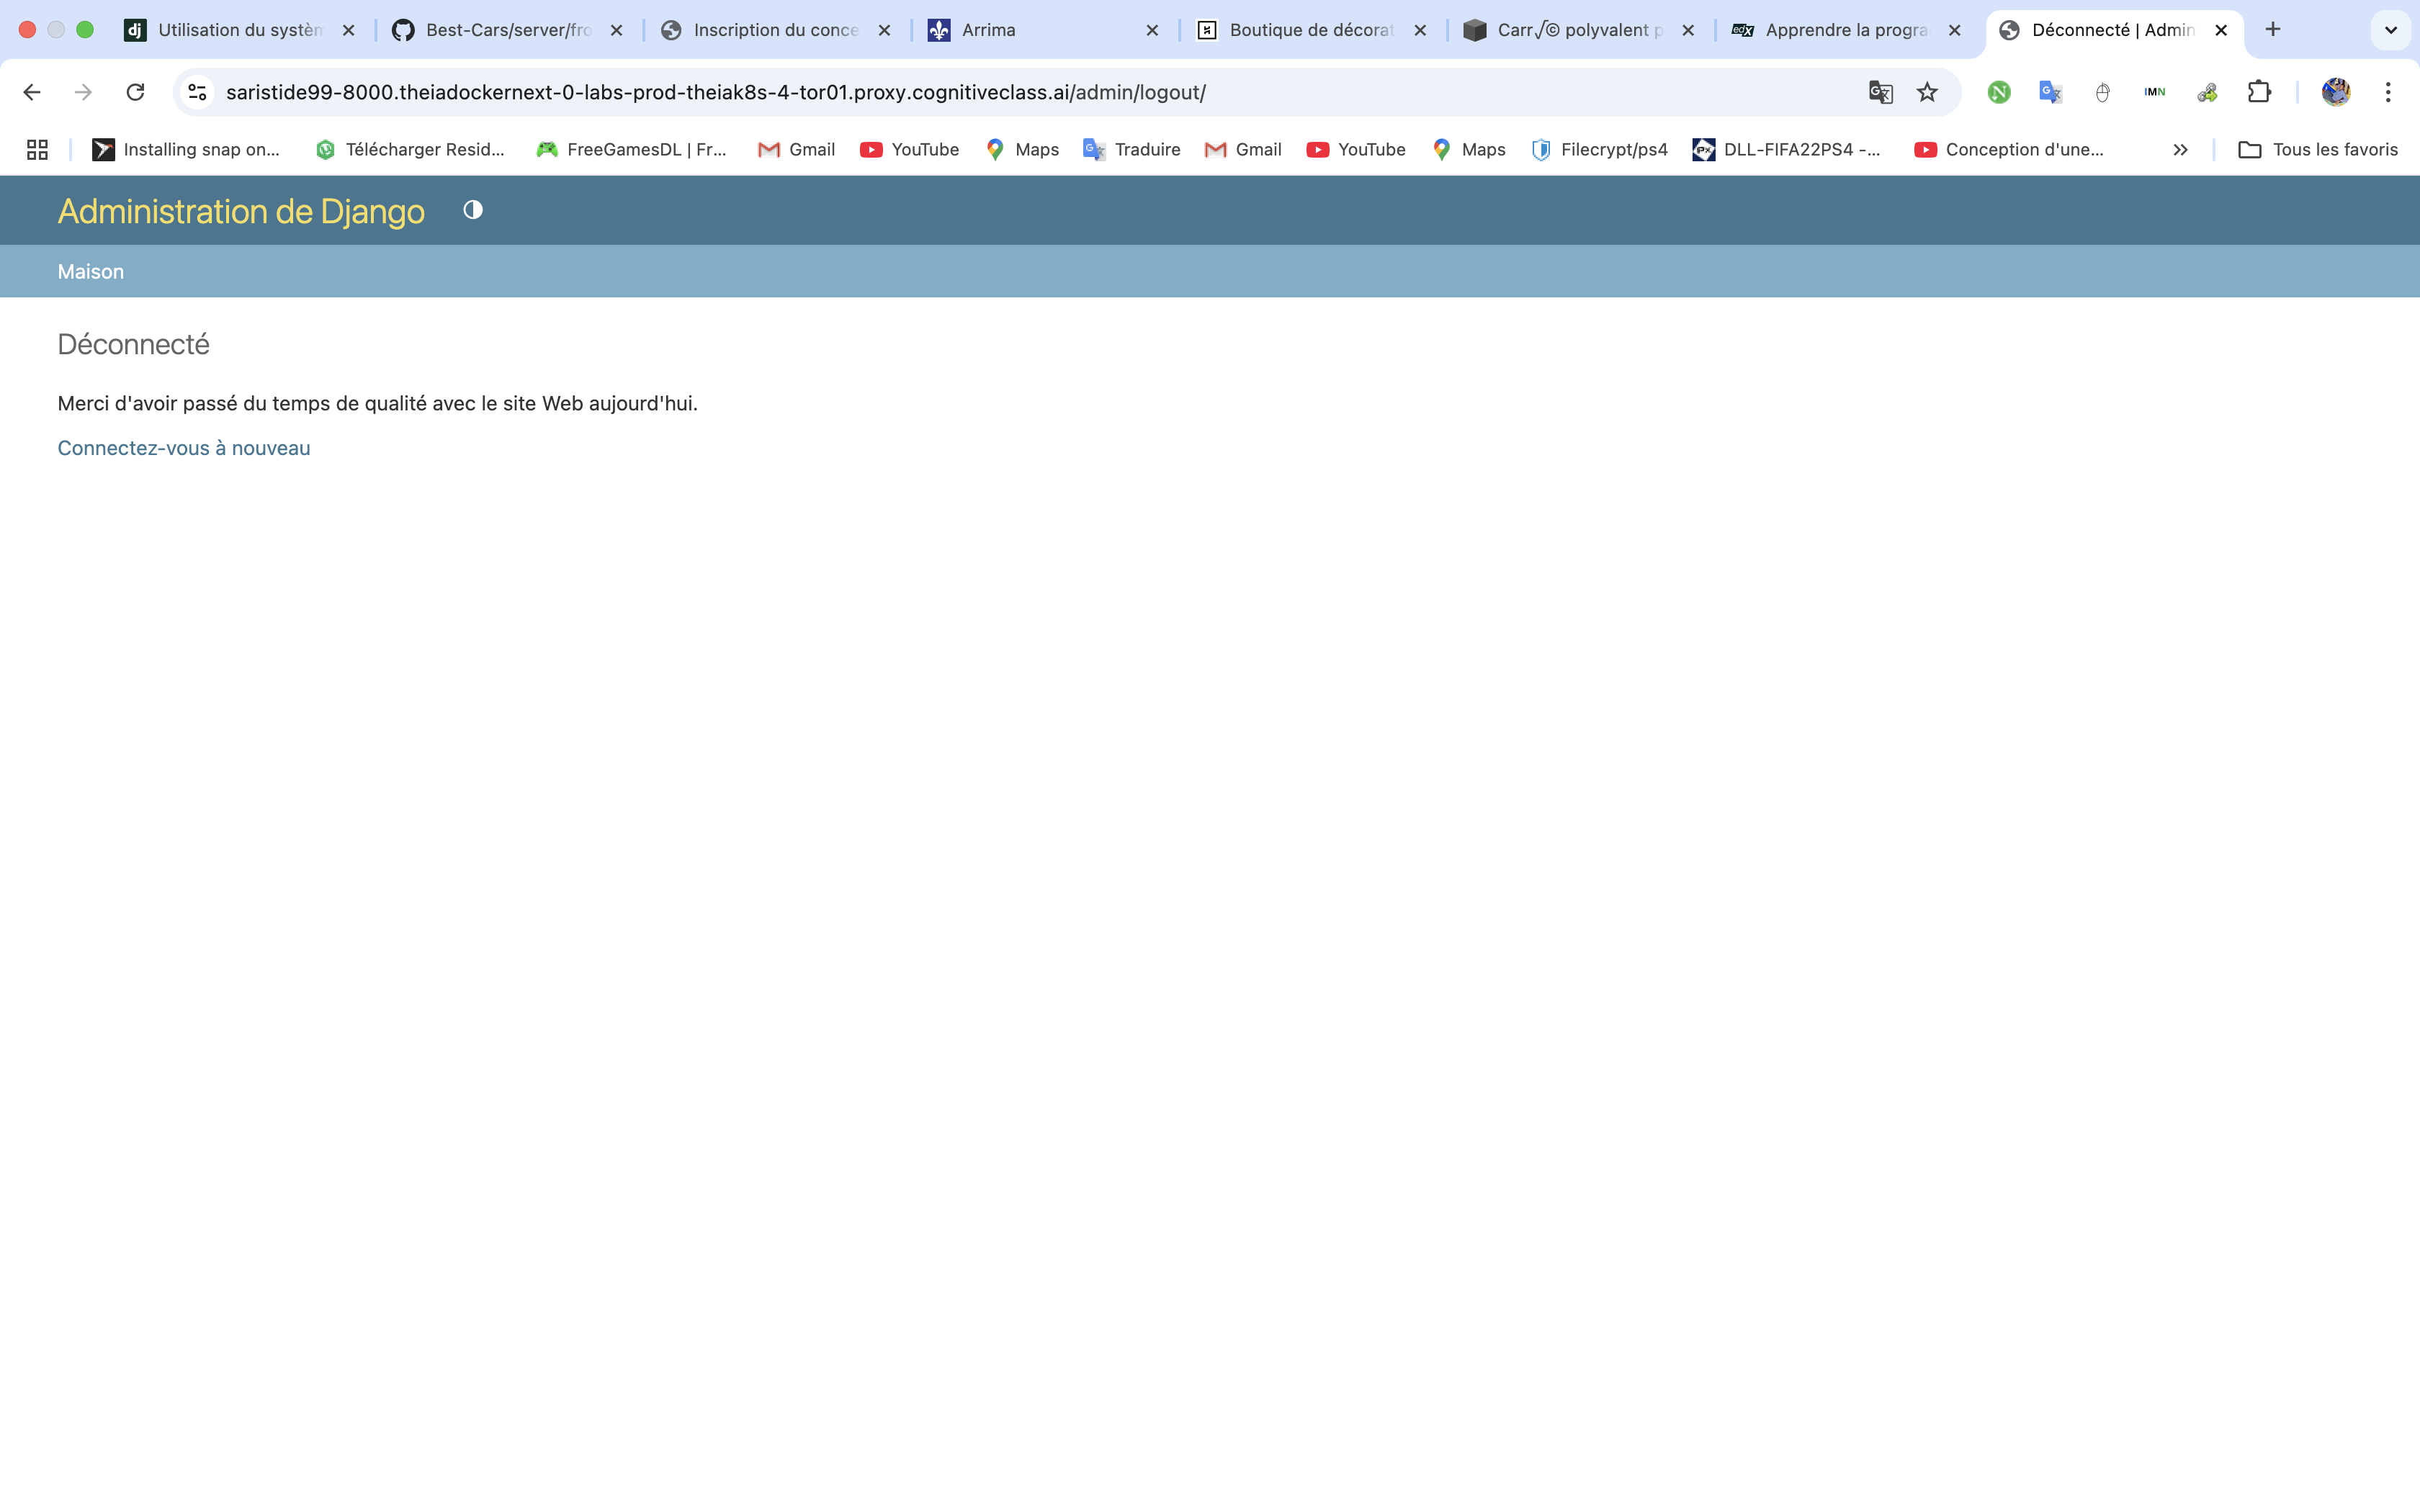 Utilisation du systèm
Best-Cars/server/fro
Inscription du conce
Arrima
Boutique de décorat
Carr√© polyvalent p
Apprendre la progra
Déconnecté | Admin
saristide99-8000.theiadockernext-0-labs-prod-theiak8s-4-tor01.proxy.cognitiveclass.ai/admin/logout/
IMN
Installing snap on...
Télécharger Resid...
FreeGamesDL | Fr...
Gmail
YouTube
Maps
Traduire
Gmail
YouTube
Maps
Filecrypt/ps4
DLL-FIFA22PS4 -...
Conception d'une...
Tous les favoris
Administration de Django
Maison
Déconnecté
Merci d'avoir passé du temps de qualité avec le site Web aujourd'hui.
Connectez-vous à nouveau